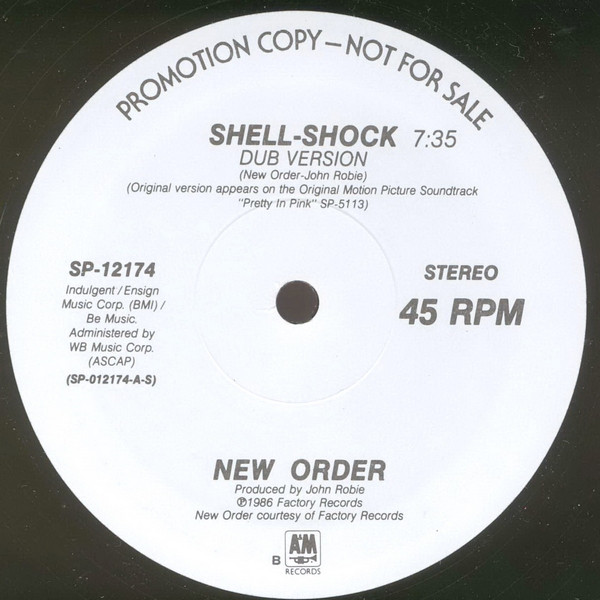 PROMOTION COPY — NOT FOR SALE
SHELL-SHOCK 7:35
DUB VERSION
(New Order-John Robie)
(Original version appears on the Original Motion Picture Soundtrack
"Pretty In Pink" SP-5113)
SP-12174
Indulgent / Ensign
Music Corp. (BMI) /
Be Music.
Administered by
WB Music Corp.
(ASCAP)
(SP-012174-A-S)
STEREO
45 RPM
NEW ORDER
Produced by John Robie
℗1986 Factory Records
New Order courtesy of Factory Records
B
A&M
RECORDS